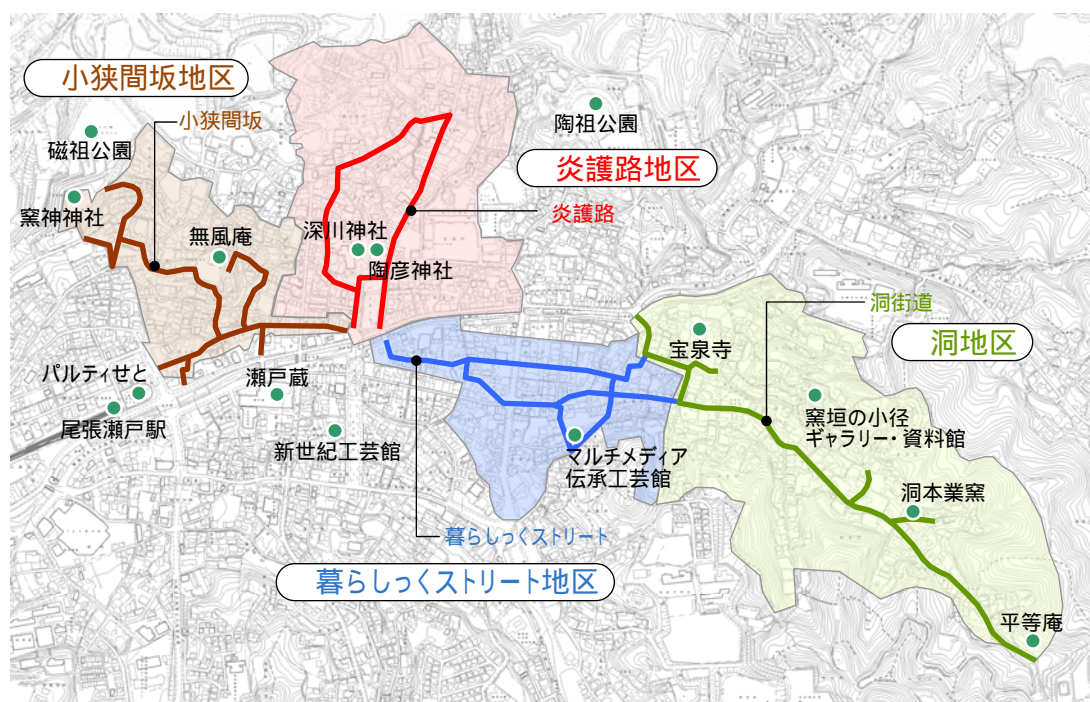 小狭間坂地区
小狭間坂
磁祖公園
窯神神社
無風庵
深川神社
陶彦神社
陶祖公園
炎護路地区
炎護路
洞街道
洞地区
宝泉寺
パルティせと
尾張瀬戸駅
瀬戸蔵
新世紀工芸館
マルチメディア
伝承工芸館
窯垣の小径
ギャラリー・資料館
洞本業窯
暮らしっくストリート
暮らしっくストリート地区
平等庵